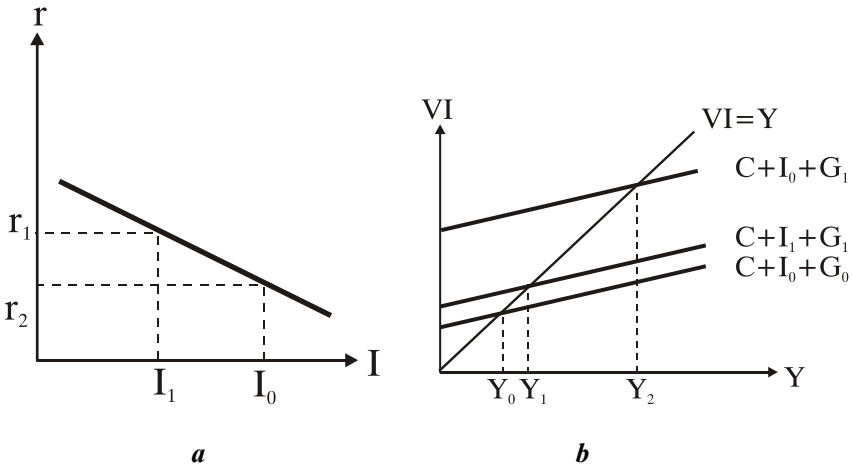 r
r₁
r₂
I₁
I₀
I
a
VI
VI=Y
C+I₀+G₁
C+I₁+G₁
C+I₀+G₀
Y₀
Y₁
Y₂
Y
b